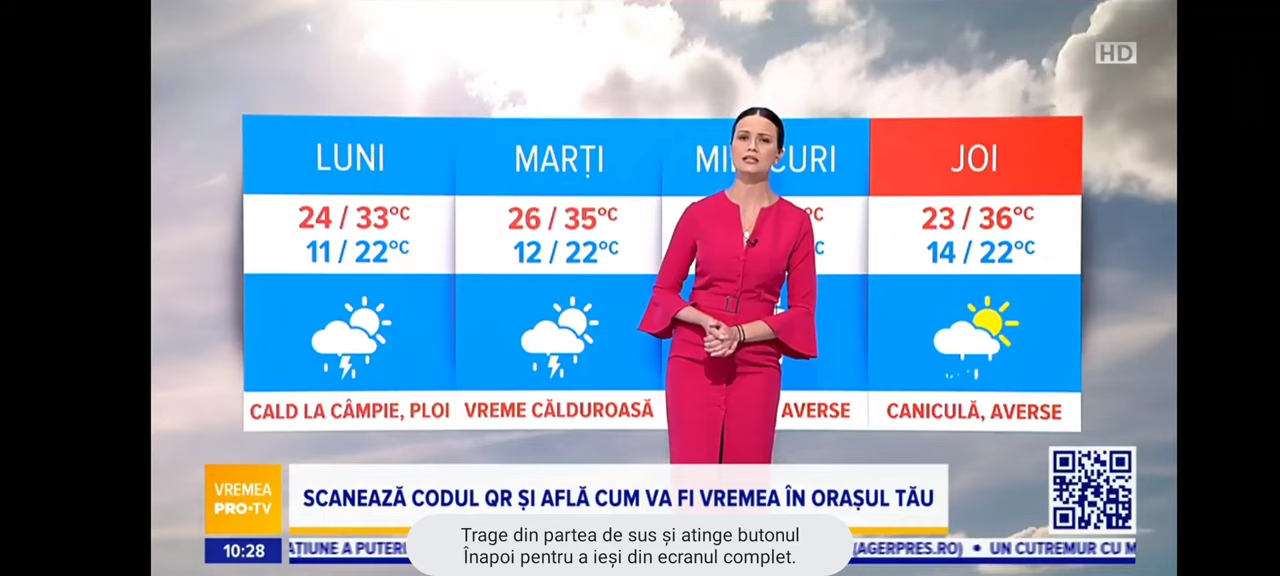 HD
LUNI
MARȚI
JOI
24 / 33°C
26 / 35°C
°C
23 / 36°C
11 / 22°C
12 / 22°C
C
14 / 22°C
CALD LA CÂMPIE, PLOI
VREME CĂLDUROASĂ
AVERSE
CANICULĂ, AVERSE
VREMEA
PRO•TV
SCANEAZĂ CODUL QR ȘI AFLĂ CUM VA FI VREMEA ÎN ORAȘUL TĂU
10:28
A PUTERI
(AGERPRES.RO) • UN CUTREMUR CU M
Trage din partea de sus și atinge butonul
Înapoi pentru a ieși din ecranul complet.